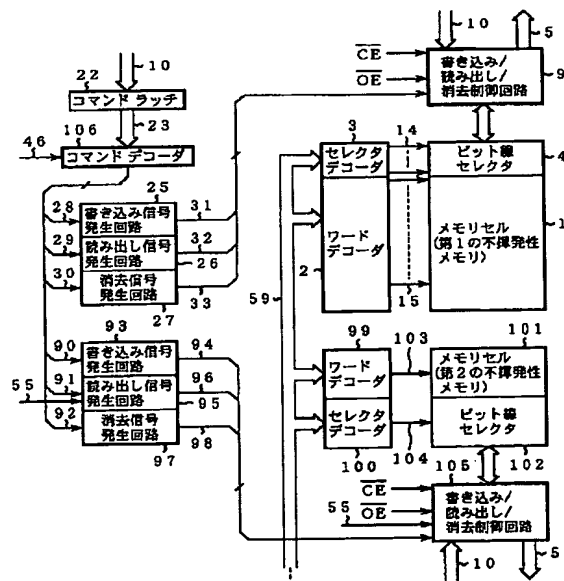 10
5
CE
OE
書き込み/
読み出し/
消去制御回路
9
22
コマンド ラッチ
106
23
46
コマンド デコーダ
3
14
セレクタ
デコーダ
ビット線
セレクタ
4
25
28
書き込み信号
発生回路
31
29
読み出し信号
発生回路
32
26
30
消去信号
発生回路
33
27
2
ワード
デコーダ
メモリセル
(第1の不揮発性
メモリ)
1
15
59
93
90
書き込み信号
発生回路
94
91
読み出し信号
発生回路
96
55
95
92
消去信号
発生回路
98
97
99
103
101
ワード
デコーダ
メモリセル
(第2の不揮発性
メモリ)
セレクタ
デコーダ
ビット線
セレクタ
100
104
105
102
CE
OE
55
書き込み/
読み出し/
消去制御回路
10
5